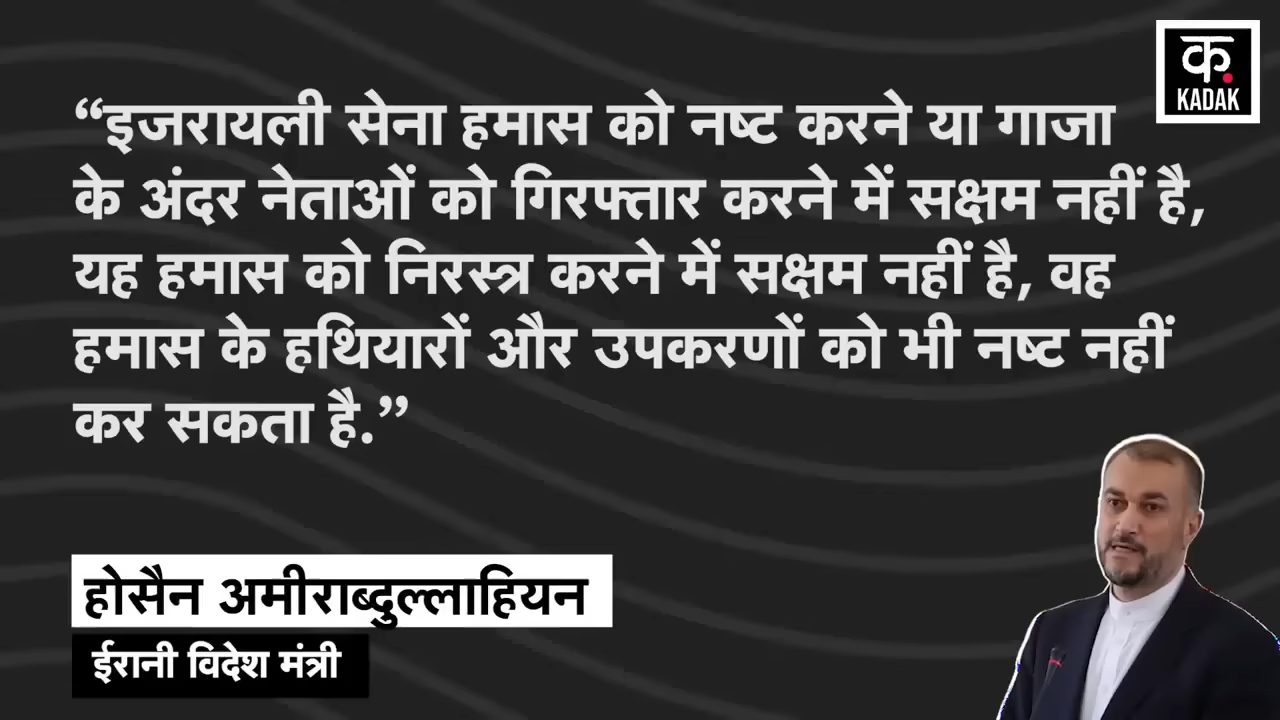 क
KADAK
“इजरायली सेना हमास को नष्ट करने या गाजा
के अंदर नेताओं को गिरफ्तार करने में सक्षम नहीं है,
यह हमास को निरस्त्र करने में सक्षम नहीं है, वह
हमास के हथियारों और उपकरणों को भी नष्ट नहीं
कर सकता है.”
होसैन अमीराब्दुल्लाहियन
ईरानी विदेश मंत्री